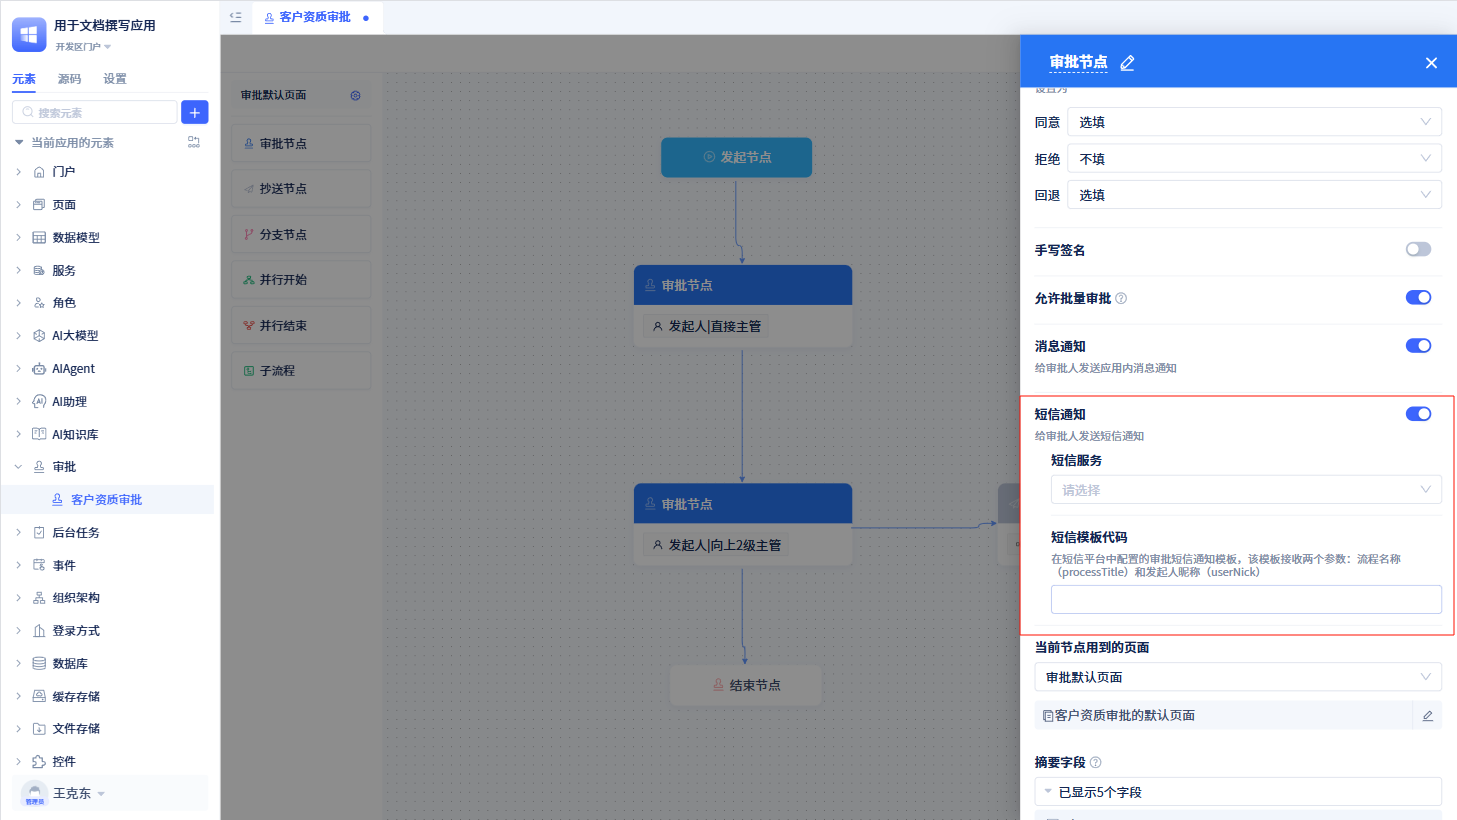 用于文档撰写应用
开发区门户
元素 源码 设置
搜索元素
当前应用的元素
门户
页面
数据模型
服务
角色
AI大模型
AIAgent
AI助理
AI知识库
审批
客户资质审批
后台任务
事件
组织架构
登录方式
数据库
缓存存储
文件存储
控件
管理员
王克东
客户资质审批
审批默认页面
审批节点
抄送节点
分支节点
并行开始
并行结束
子流程
发起节点
审批节点
发起人|直接主管
审批节点
发起人|向上2级主管
结束节点
审批节点
设置为
同意 选填
拒绝 不填
回退 选填
手写签名
允许批量审批
消息通知
给审批人发送应用内消息通知
短信通知
给审批人发送短信通知
短信服务
请选择
短信模板代码
在短信平台中配置的审批短信通知模板，该模板接收两个参数：流程名称
（processTitle）和发起人昵称（userNick）
当前节点用到的页面
审批默认页面
客户资质审批的默认页面
摘要字段
已显示5个字段